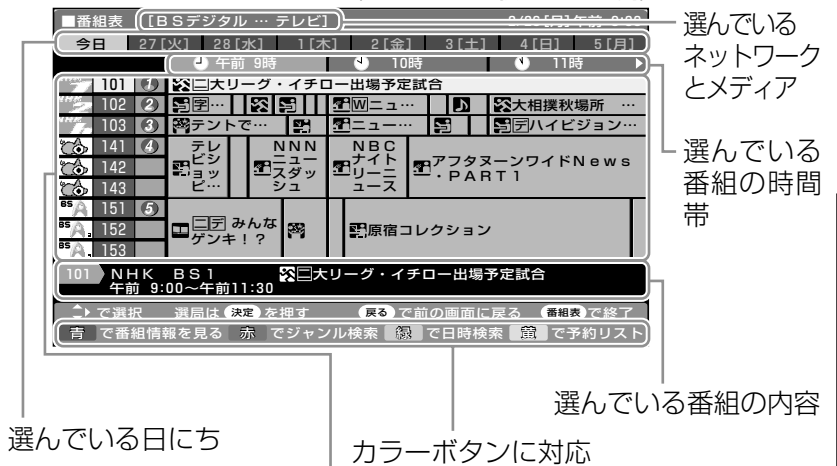 ■番組表 [BSデジタル … テレビ]
今日 27[火] 28[水] 1[木] 2[金] 3[土] 4[日] 5[月]
午前 9時 10時 11時
101 1 二大リーグ・イチロー出場予定試合
102 2 字… Wニュ… 大相撲秋場所 …
103 3 テントで… ニュー… デハイビジョン…
141 4
142
143
テレビショッピ…
NNNニュースダッシュ
NBCナイトリーニュース
アフタヌーンワイドNews・PART1
151 5
152
153
二デ みんなゲンキ!?
原宿コレクション
101 NHK BS1 二大リーグ・イチロー出場予定試合
午前 9:00〜午前11:30
で選択 選局は 決定 を押す 戻る で前の画面に戻る 番組表 で終了
青 で番組情報を見る 赤 でジャンル検索 緑 で日時検索 黄 で予約リスト
選んでいる
ネットワーク
とメディア
選んでいる
番組の時間
帯
選んでいる番組の内容
選んでいる日にち
カラーボタンに対応